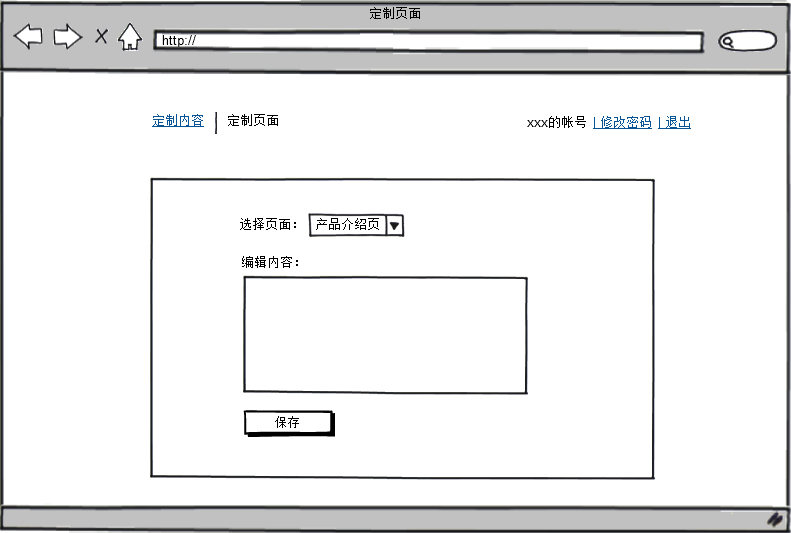 定制页面
http://
定制内容 定制页面 xxx的帐号 | 修改密码 | 退出
选择页面： 产品介绍页
编辑内容：
保存